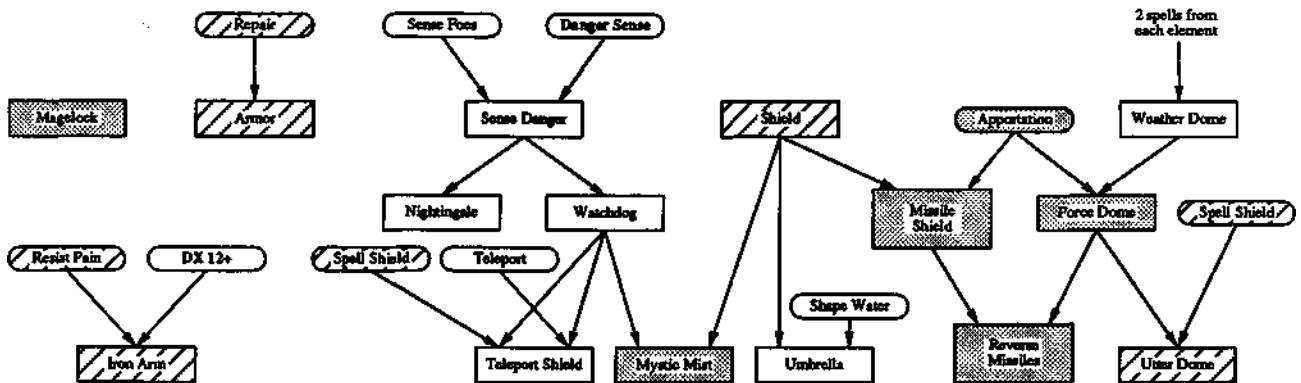 Repair
Sense Foes
Danger Sense
2 spells from
each element
Magelock
Armor
Sense Danger
Shield
Apportation
Weather Dome
Nightingale
Watchdog
Missile
Shield
Force Dome
Spell Shield
Resist Pain
DX 12+
Spell Shield
Teleport
Shape Water
Iron Arm
Teleport Shield
Mystic Mist
Umbrella
Reverse
Missiles
Utter Dome